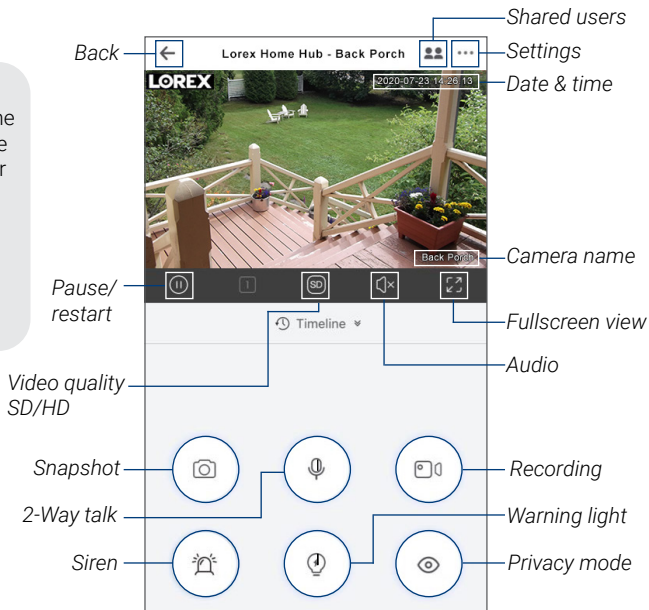 Shared users
Back
Lorex Home Hub - Back Porch
Settings
LOREX
2020-07-23 14:26:13
Date & time
Back Porch
Camera name
Pause/
restart
1
SD
Fullscreen view
Timeline
Audio
Video quality
SD/HD
Snapshot
Recording
2-Way talk
Warning light
Siren
Privacy mode